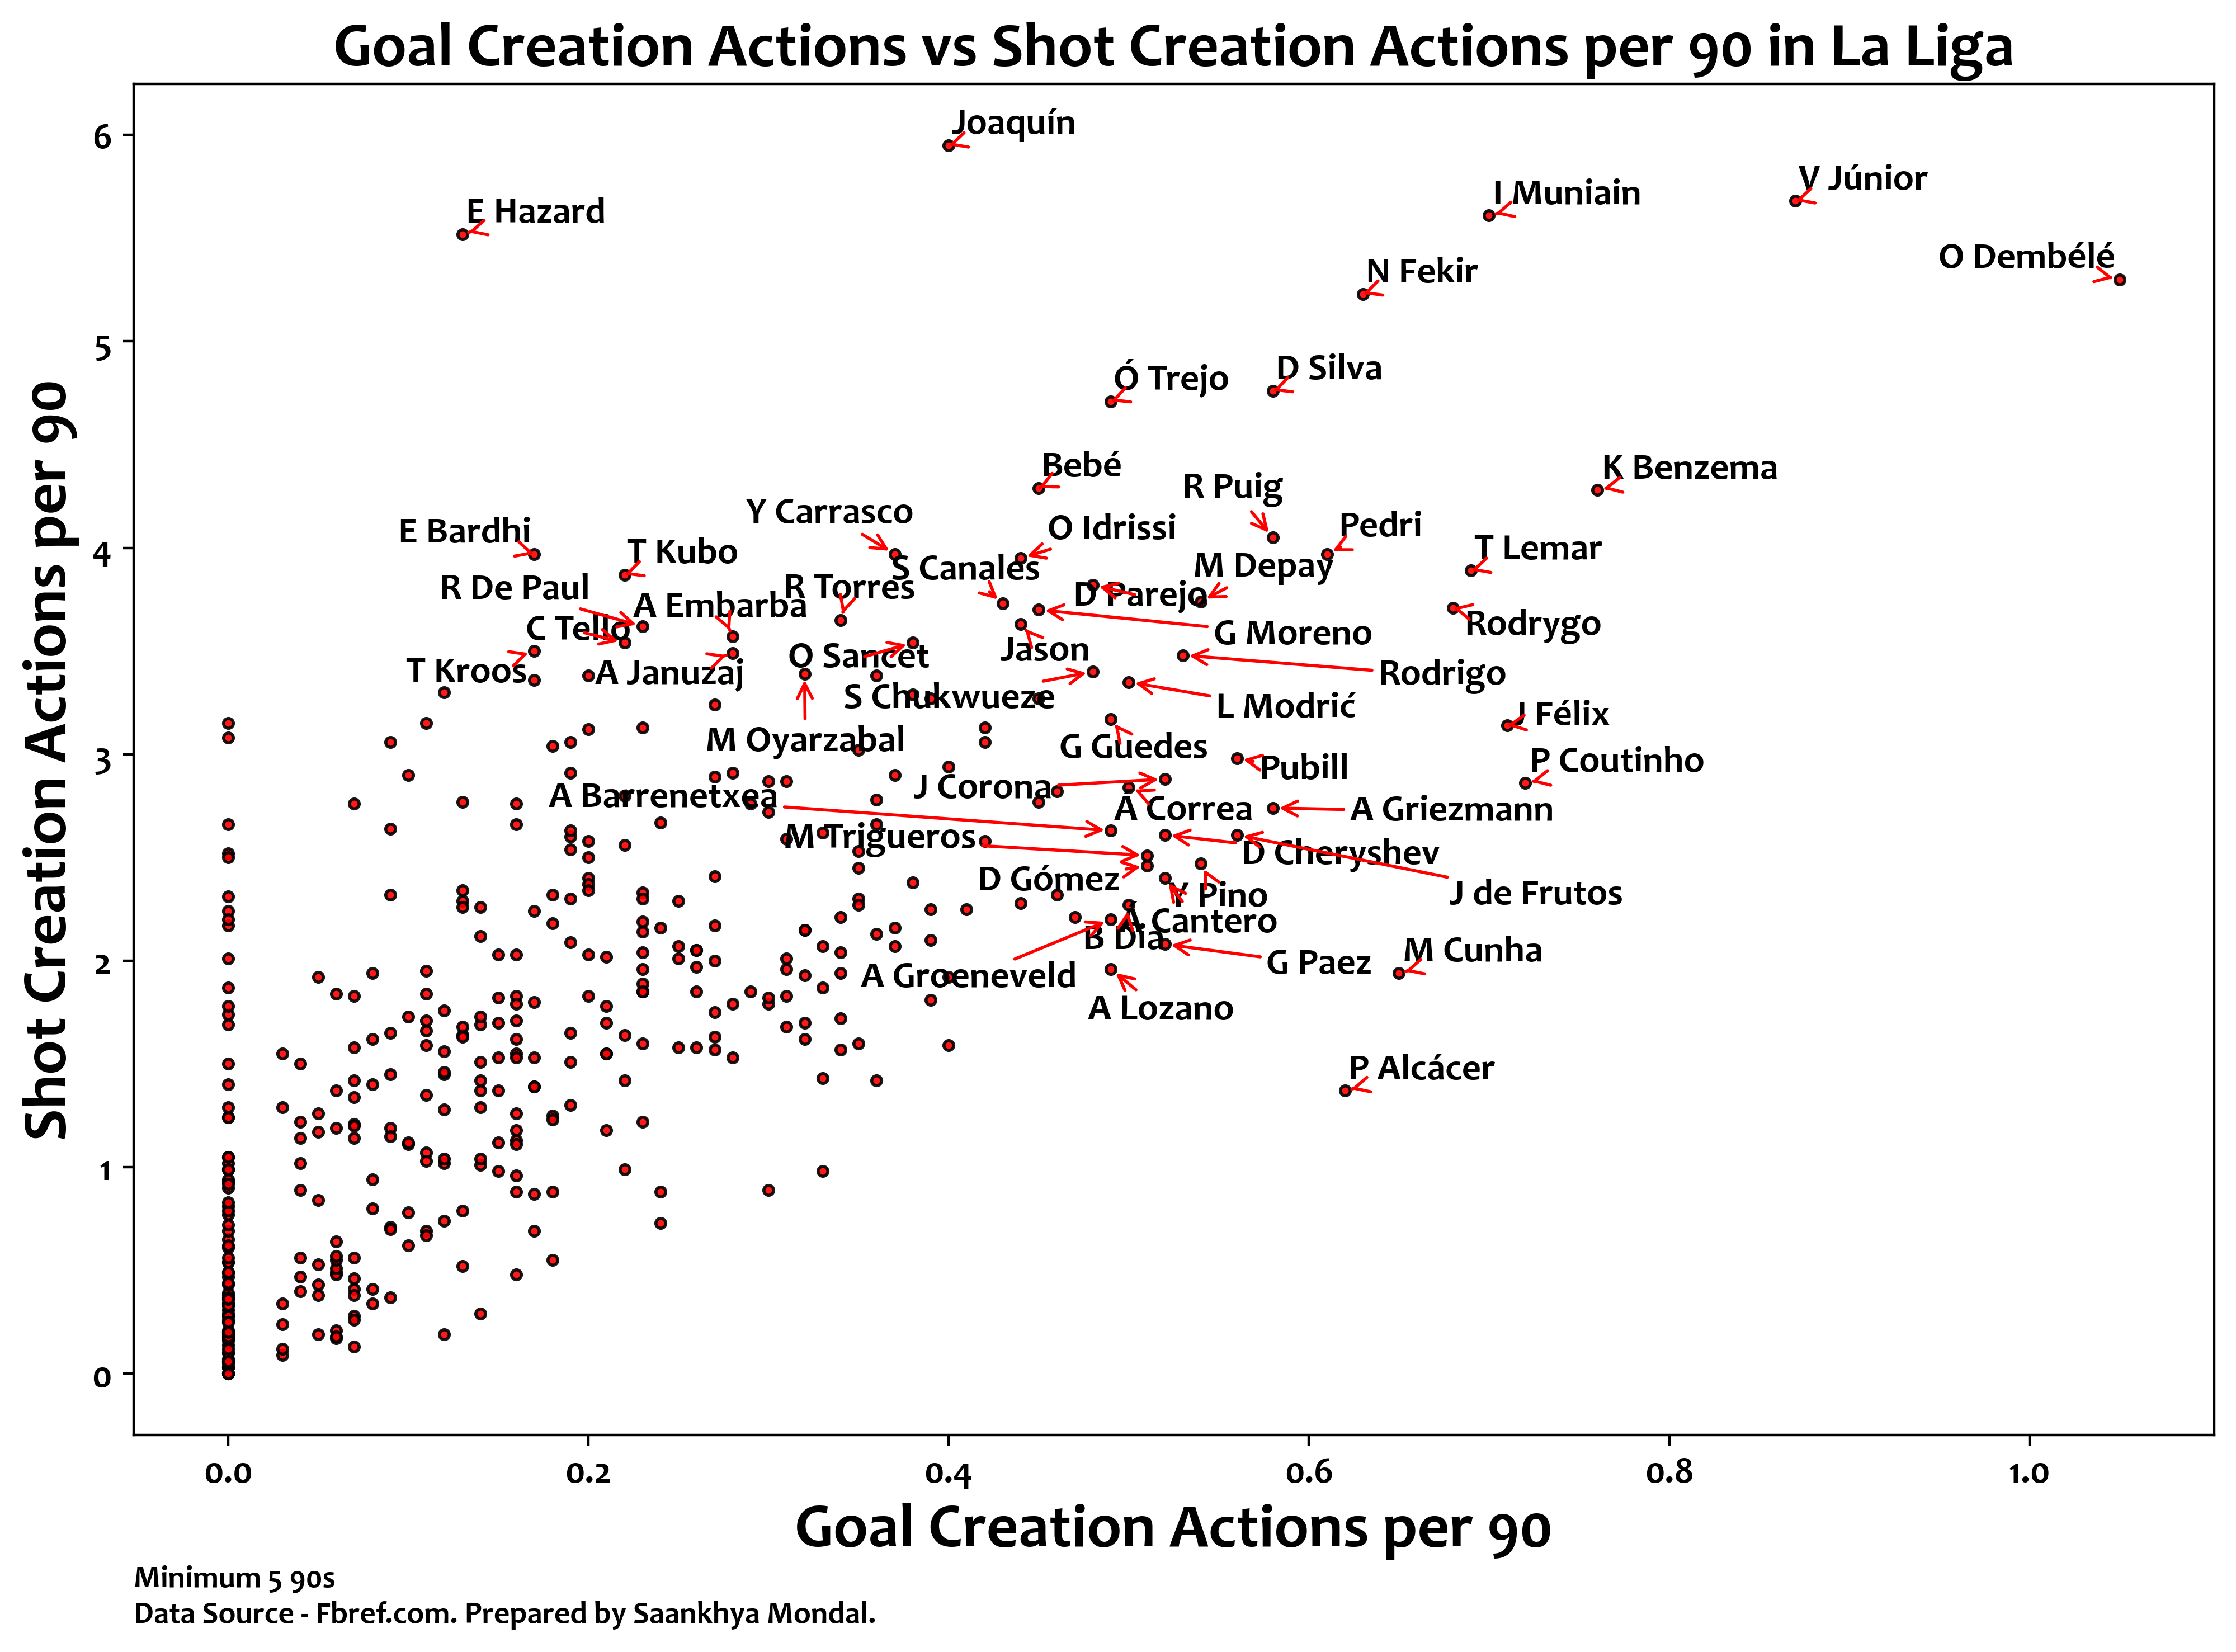 Goal Creation Actions vs Shot Creation Actions per 90 in La Liga
Joaquín
V Júnior
I Muniain
E Hazard
O Dembélé
N Fekir
D Silva
Ó Trejo
Bebé
K Benzema
R Puig
Y Carrasco
Pedri
O Idrissi
E Bardhi
T Kubo
T Lemar
M Depay
S Canales
R De Paul
R Torres
D Parejo
A Embarba
C Tello
Rodrygo
G Moreno
Jason
O Sancet
T Kroos
A Januzaj
Rodrigo
S Chukwueze
L Modrić
J Félix
M Oyarzabal
G Guedes
Pubill
P Coutinho
J Corona
A Barrenetxea
Á Correa
A Griezmann
M Trigueros
D Cheryshev
D Gómez
Y Pino
J de Frutos
Á Cantero
B Dia
M Cunha
G Paez
A Groeneveld
A Lozano
P Alcácer
6
5
4
3
2
1
0
Shot Creation Actions per 90
0.0 0.2 0.4 0.6 0.8 1.0
Goal Creation Actions per 90
Minimum 5 90s
Data Source - Fbref.com. Prepared by Saankhya Mondal.